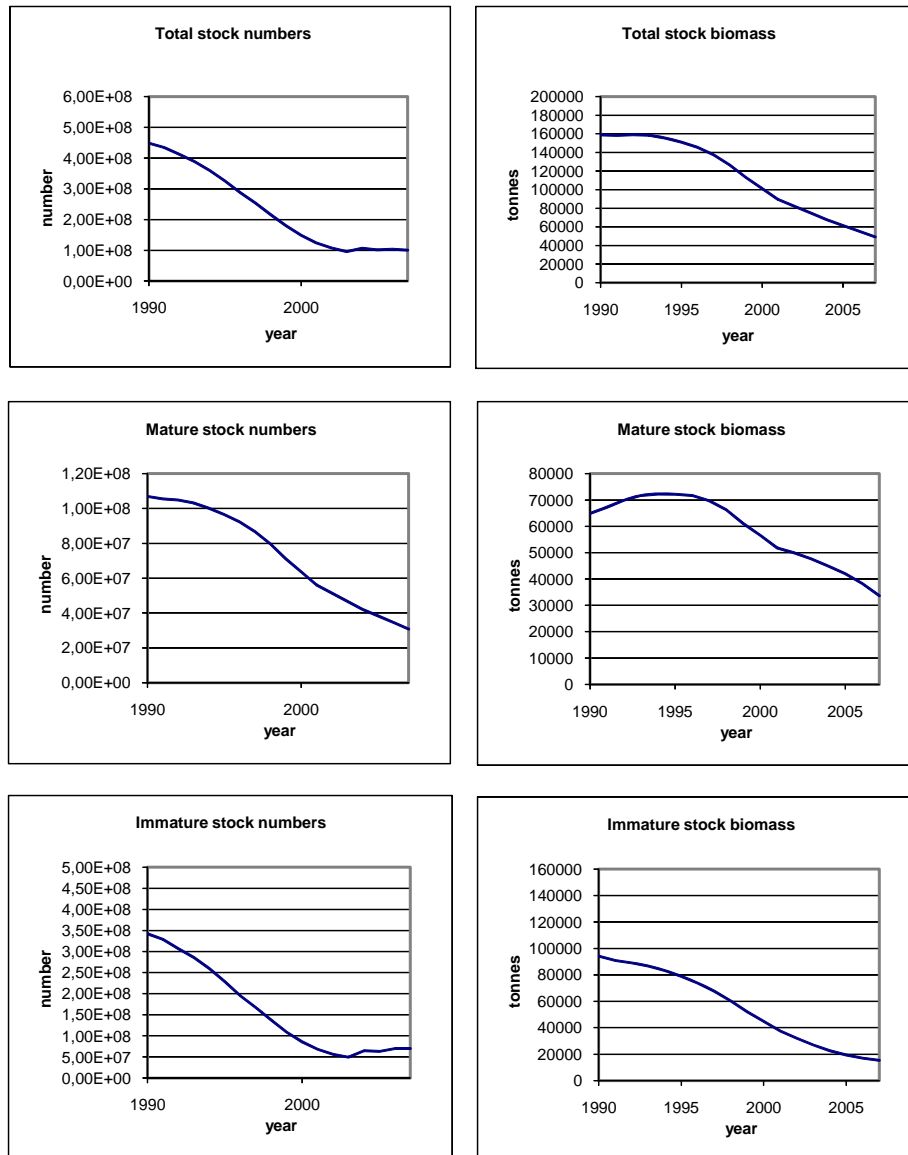 Total stock numbers
6,00E+08
5,00E+08
4,00E+08
3,00E+08
2,00E+08
1,00E+08
0,00E+00
number
1990 2000
year
Total stock biomass
200000
180000
160000
140000
120000
100000
80000
60000
40000
20000
0
tonnes
1990 1995 2000 2005
year
Mature stock numbers
1,20E+08
1,00E+08
8,00E+07
6,00E+07
4,00E+07
2,00E+07
0,00E+00
number
1990 2000
year
Mature stock biomass
80000
70000
60000
50000
40000
30000
20000
10000
0
tonnes
1990 1995 2000 2005
year
Immature stock numbers
5,00E+08
4,50E+08
4,00E+08
3,50E+08
3,00E+08
2,50E+08
2,00E+08
1,50E+08
1,00E+08
5,00E+07
0,00E+00
number
1990 2000
year
Immature stock biomass
160000
140000
120000
100000
80000
60000
40000
20000
0
tonnes
1990 1995 2000 2005
year